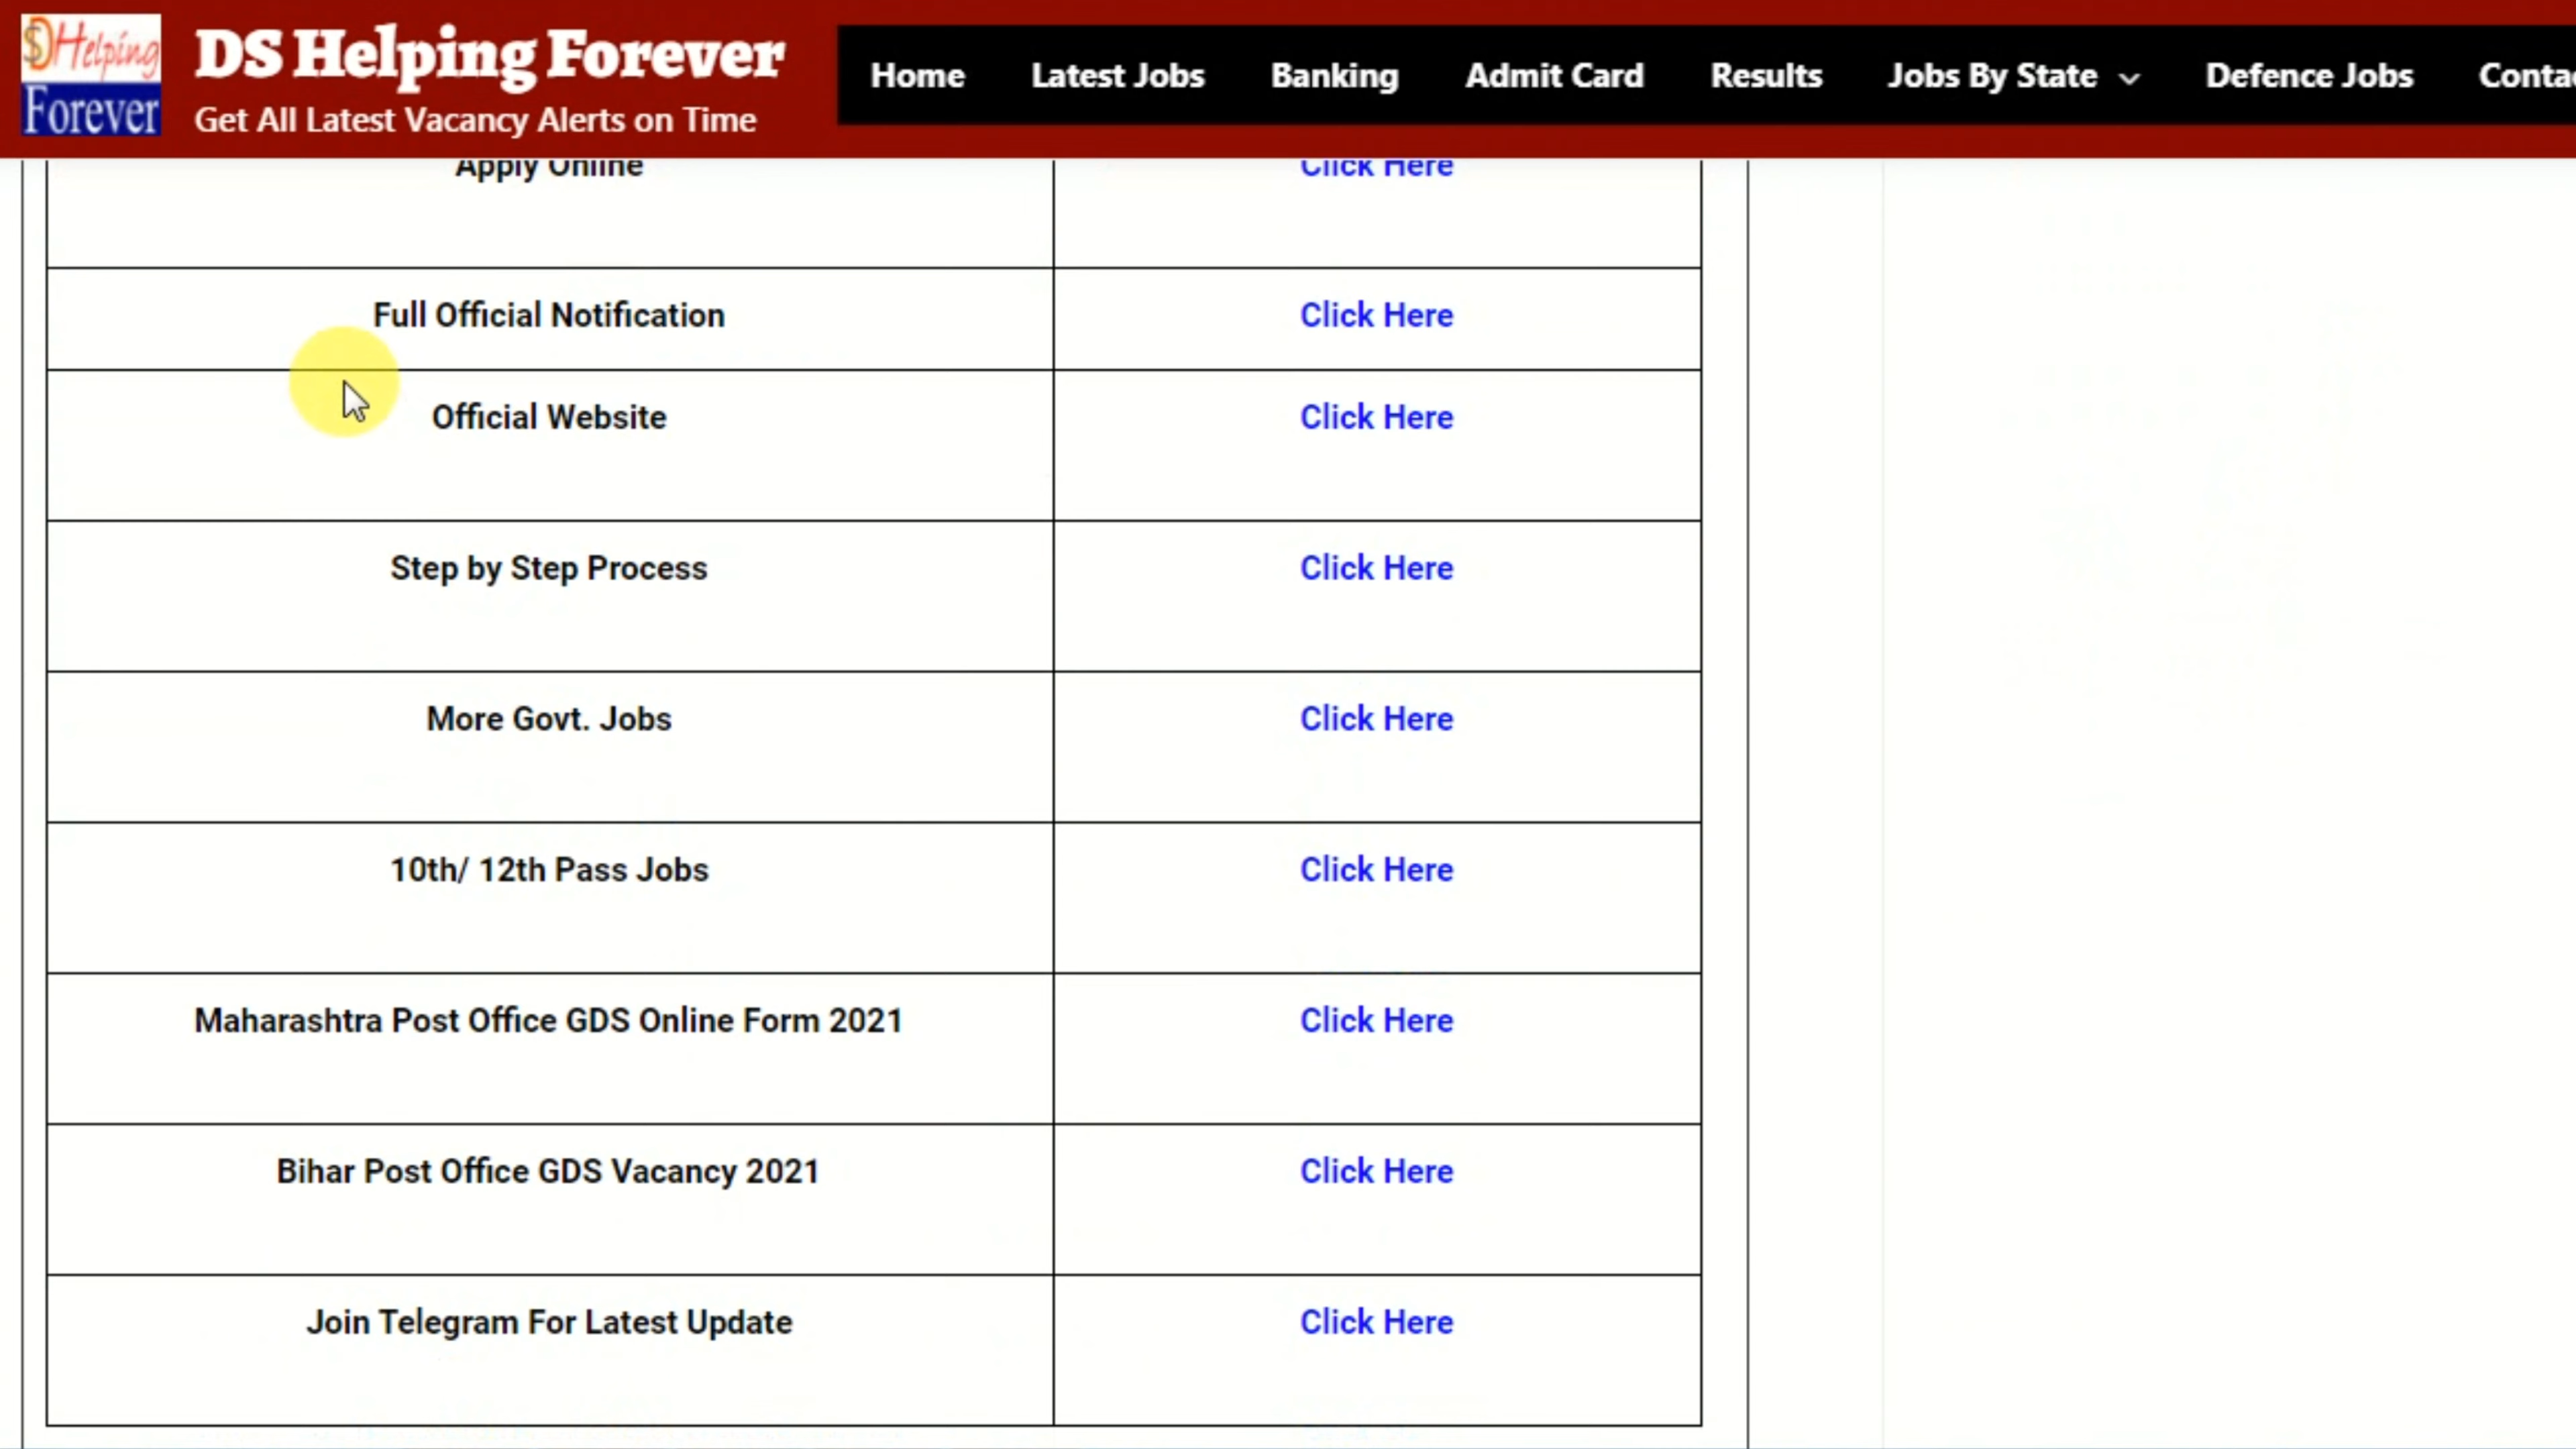 DHelping
Forever
DS Helping Forever
Get All Latest Vacancy Alerts on Time
Home Latest Jobs Banking Admit Card Results Jobs By State Defence Jobs Contac
Apply Online Click Here
Full Official Notification Click Here
Official Website Click Here
Step by Step Process Click Here
More Govt. Jobs Click Here
10th/ 12th Pass Jobs Click Here
Maharashtra Post Office GDS Online Form 2021 Click Here
Bihar Post Office GDS Vacancy 2021 Click Here
Join Telegram For Latest Update Click Here